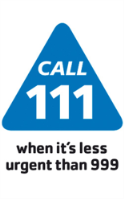 CALL
111
when it's less
urgent than 999